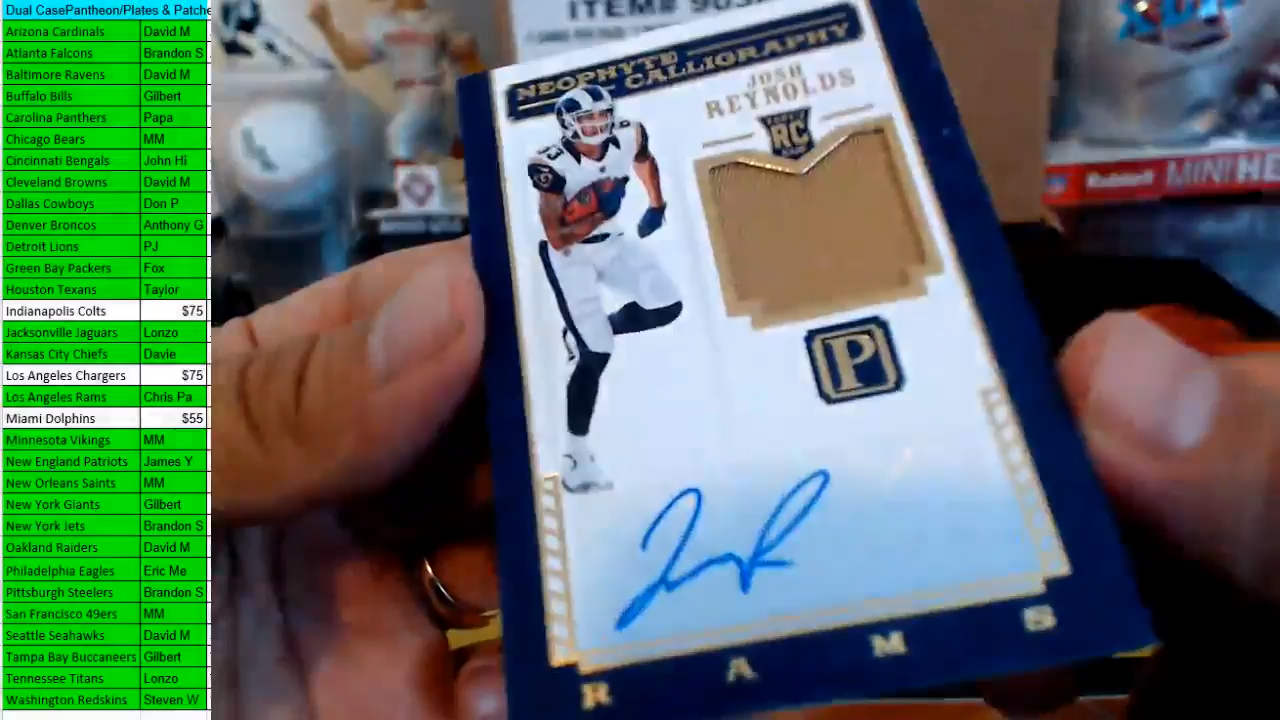 Dual CasePantheon/Plates & Patche
Arizona Cardinals David M
Atlanta Falcons Brandon S
Baltimore Ravens David M
Buffalo Bills Gilbert
Carolina Panthers Papa
Chicago Bears MM
Cincinnati Bengals John Hi
Cleveland Browns David M
Dallas Cowboys Don P
Denver Broncos Anthony G
Detroit Lions PJ
Green Bay Packers Fox
Houston Texans Taylor
Indianapolis Colts $75
Jacksonville Jaguars Lonzo
Kansas City Chiefs Davie
Los Angeles Chargers $75
Los Angeles Rams Chris Pa
Miami Dolphins $55
Minnesota Vikings MM
New England Patriots James Y
New Orleans Saints MM
New York Giants Gilbert
New York Jets Brandon S
Oakland Raiders David M
Philadelphia Eagles Eric Me
Pittsburgh Steelers Brandon S
San Francisco 49ers MM
Seattle Seahawks David M
Tampa Bay Buccaneers Gilbert
Tennessee Titans Lonzo
Washington Redskins Steven W
ITEM#
NEOPHYTE
CALLIGRAPHY
JOSH
REYNOLDS
RC
P
RAMS
Riddell MINI HE